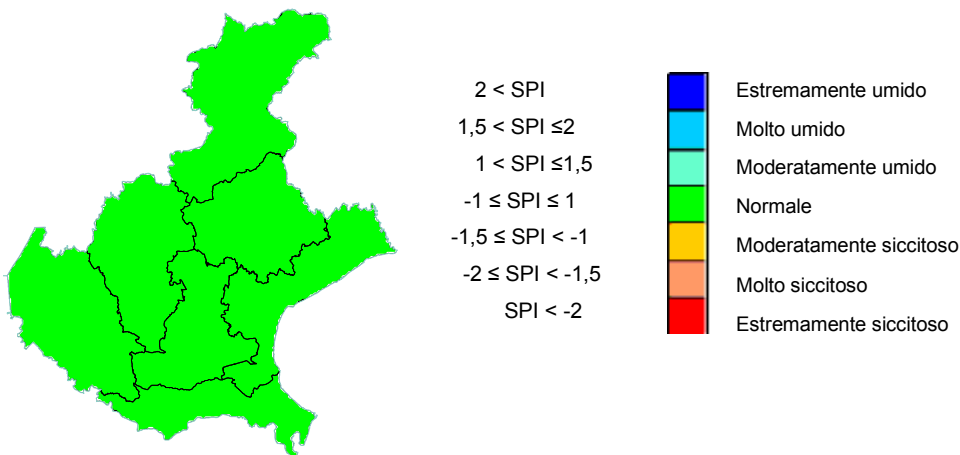 2 < SPI Estremamente umido
1,5 < SPI ≤2 Molto umido
1 < SPI ≤1,5 Moderatamente umido
-1 ≤ SPI ≤ 1 Normale
-1,5 ≤ SPI < -1 Moderatamente siccitoso
-2 ≤ SPI < -1,5 Molto siccitoso
SPI < -2 Estremamente siccitoso